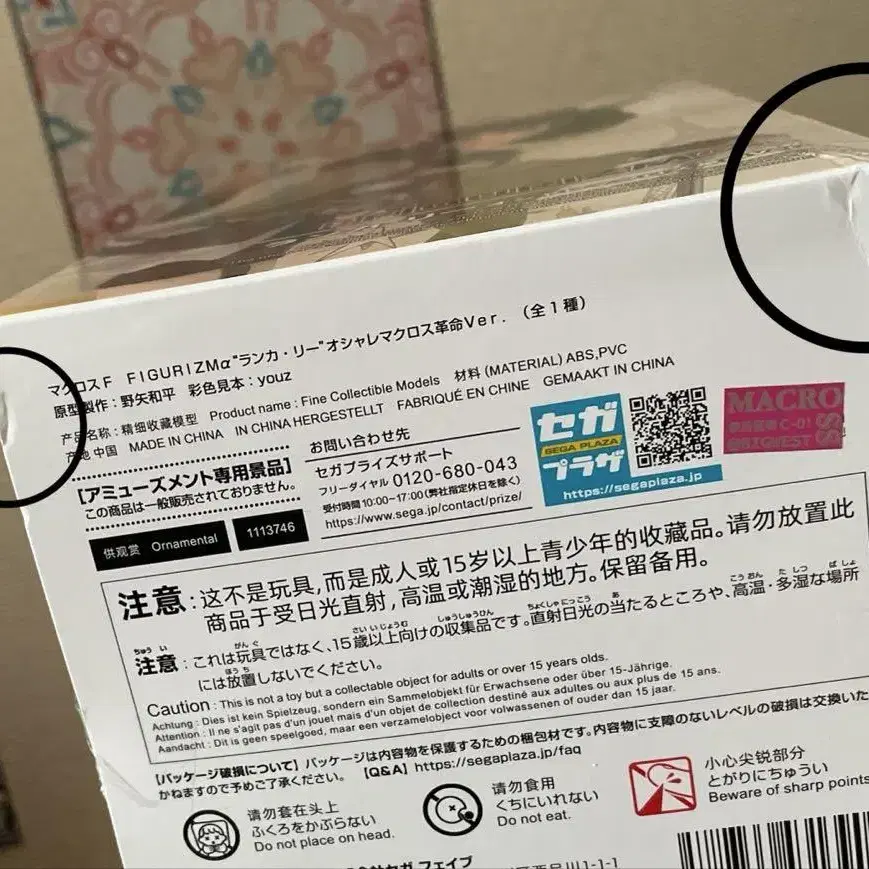 マクロスF FIGURIZMα"ランカ・リー"オシャレマクロス革命Ver. (全1種)
原型製作:野矢和平 彩色見本:youz
产品名称:精细收藏模型 Product name : Fine Collectible Models 材料 (MATERIAL) ABS,PVC
产地 中国 MADE IN CHINA IN CHINA HERGESTELLT FABRIQUÉ EN CHINE GEMAAKT IN CHINA
【アミューズメント専用景品】
この商品は一般販売されておりません。
供观赏 Ornamental
1113746
お問い合わせ先
セガプライズサポート
フリーダイヤル 0120-680-043
受付時間10:00~17:00(弊社指定休日を除く)
https://www.sega.jp/contact/prize/
セガ
SEGA PLAZA
プラザ
https://segaplaza.jp/
MACRO
SS
注意:这不是玩具,而是成人或15岁以上青少年的收藏品。请勿放置此
商品于受日光直射,高温或潮湿的地方。保留备用。
注意:これは玩具ではなく、15歳以上向けの収集品です。直射日光の当たるところや、高温・多湿な場所
には放置しないでください。
Caution : This is not a toy but a collectable object for adults or over 15 years old.
Achtung : Dies ist kein Spielzeug, sondern ein Sammelobjekt für Erwachsene oder über 15-Jährige.
Attention : Il ne s'agit pas d'un jouet mais d'un objet de collection destiné aux adultes ou aux plus de 15 ans.
Aandacht : Dit is geen speelgoed, maar een verzamelobject voor volwassenen of ouder dan 15 jaar.
【パッケージ破損について】パッケージは内容物を保護するための梱包材です。内容物に支障のないレベルの破損は交換いた
かねますので予めご了承ください。 【Q&A】 https://segaplaza.jp/faq
请勿套在头上
ふくろをかぶらない
Do not place on head.
请勿食用
くちにいれない
Do not eat.
小心尖锐部分
とがりにちゅうい
Beware of sharp points
セガ フェイブ
1-1-1